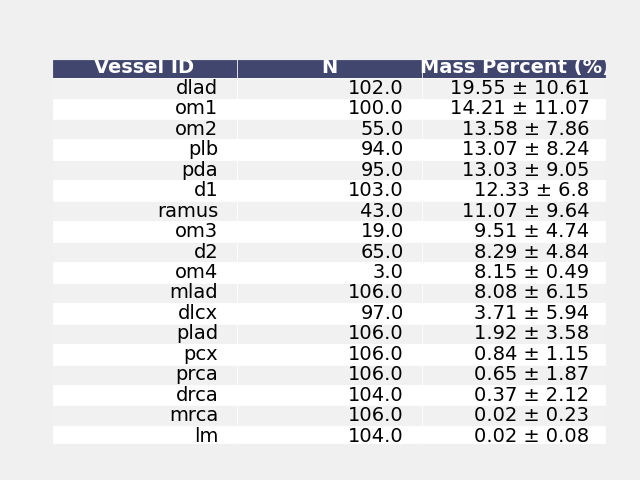 Vessel ID N Mass Percent (%)
dlad 102.0 19.55 ± 10.61
om1 100.0 14.21 ± 11.07
om2 55.0 13.58 ± 7.86
plb 94.0 13.07 ± 8.24
pda 95.0 13.03 ± 9.05
d1 103.0 12.33 ± 6.8
ramus 43.0 11.07 ± 9.64
om3 19.0 9.51 ± 4.74
d2 65.0 8.29 ± 4.84
om4 3.0 8.15 ± 0.49
mlad 106.0 8.08 ± 6.15
dlcx 97.0 3.71 ± 5.94
plad 106.0 1.92 ± 3.58
pcx 106.0 0.84 ± 1.15
prca 106.0 0.65 ± 1.87
drca 104.0 0.37 ± 2.12
mrca 106.0 0.02 ± 0.23
lm 104.0 0.02 ± 0.08